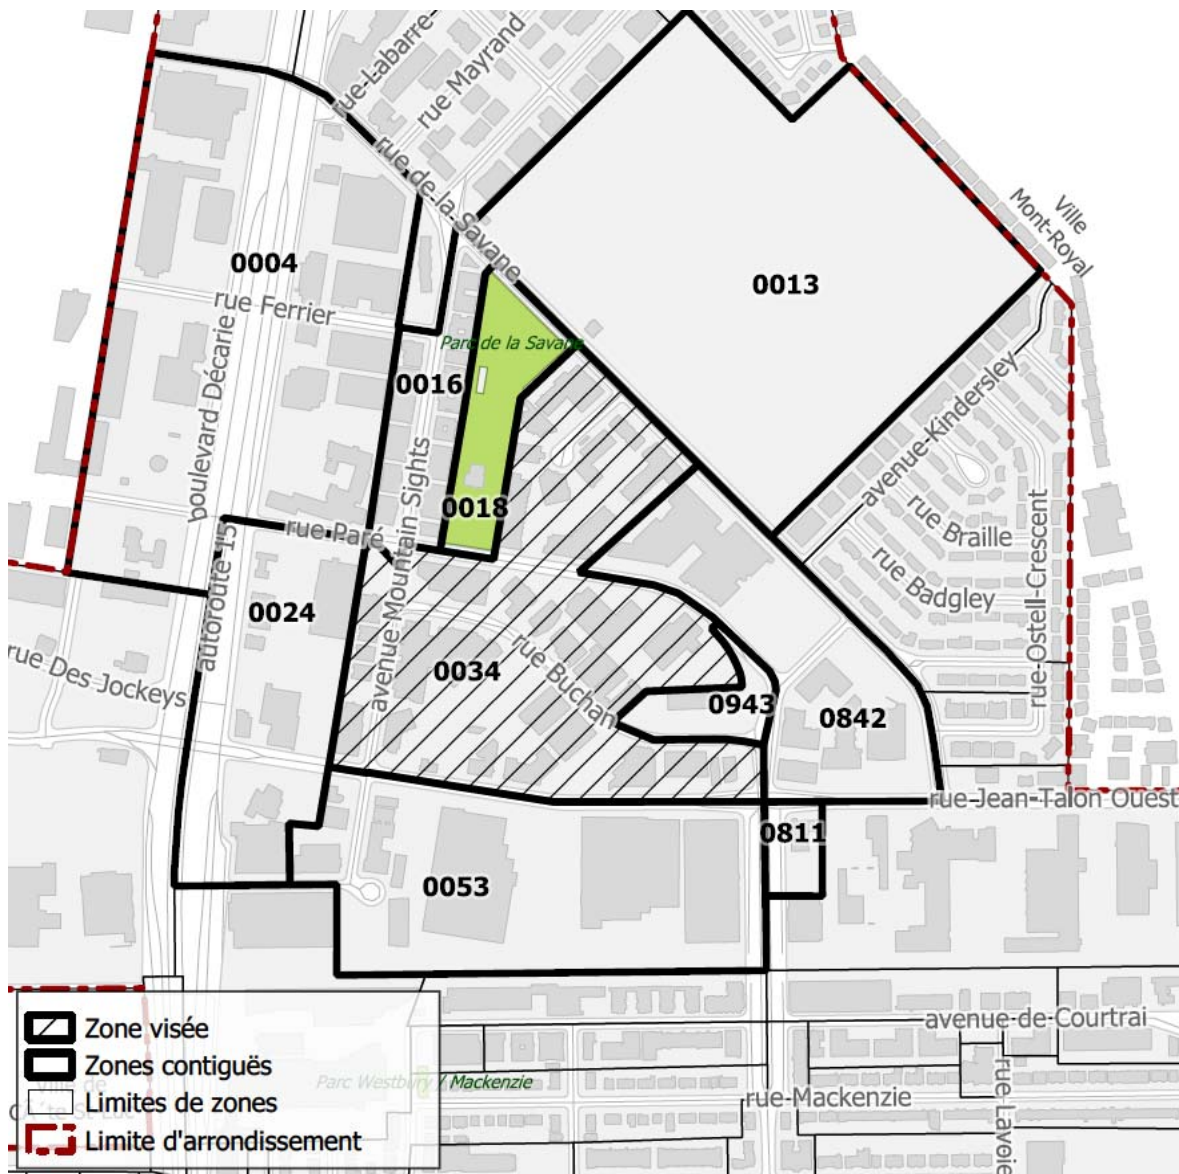 rue-Labarre-
rue Mayrand
rue de la Savane
Ville
Mont-Royal
0004
0013
rue Ferrier
Parc de la Savane
0016
boulevard Décarie
avenue-Kindersley
avenue Mountain Sights
0018
rue Braille
rue Paré
rue Badgley
rue-Ostell-Crescent
autoroute-15
0024
rue Des Jockeys
0034
rue Buchan
0943
0842
rue-Jean-Talon Ouest
0811
0053
Zone visée
Zones contiguës
Limites de zones
Limite d'arrondissement
avenue-de-Courtrai
Parc Westbury / Mackenzie
rue-Mackenzie
rue-Lavoie